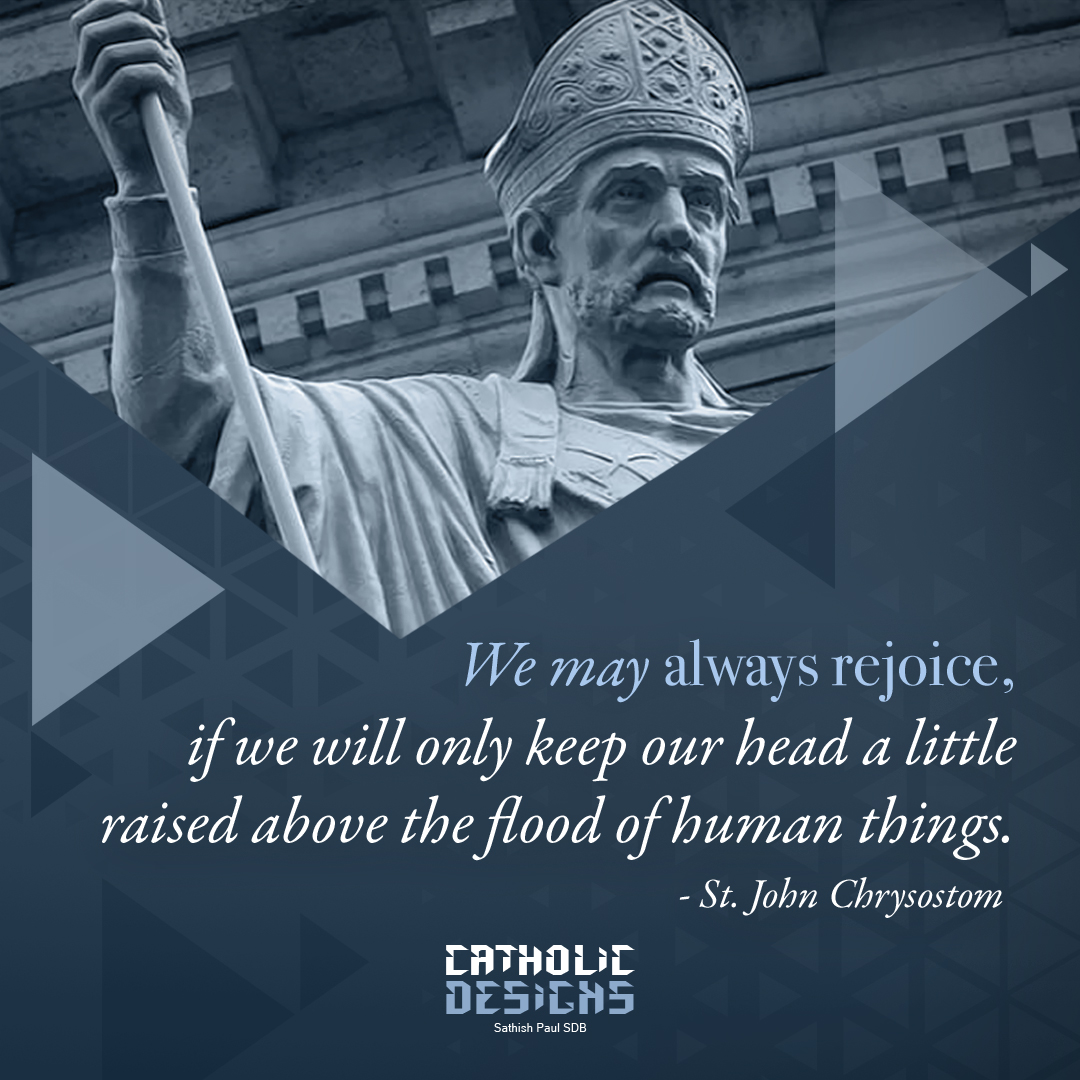 We may always rejoice,
if we will only keep our head a little
raised above the flood of human things.
- St. John Chrysostom
CATHOLIC
DESIGNS
Sathish Paul SDB